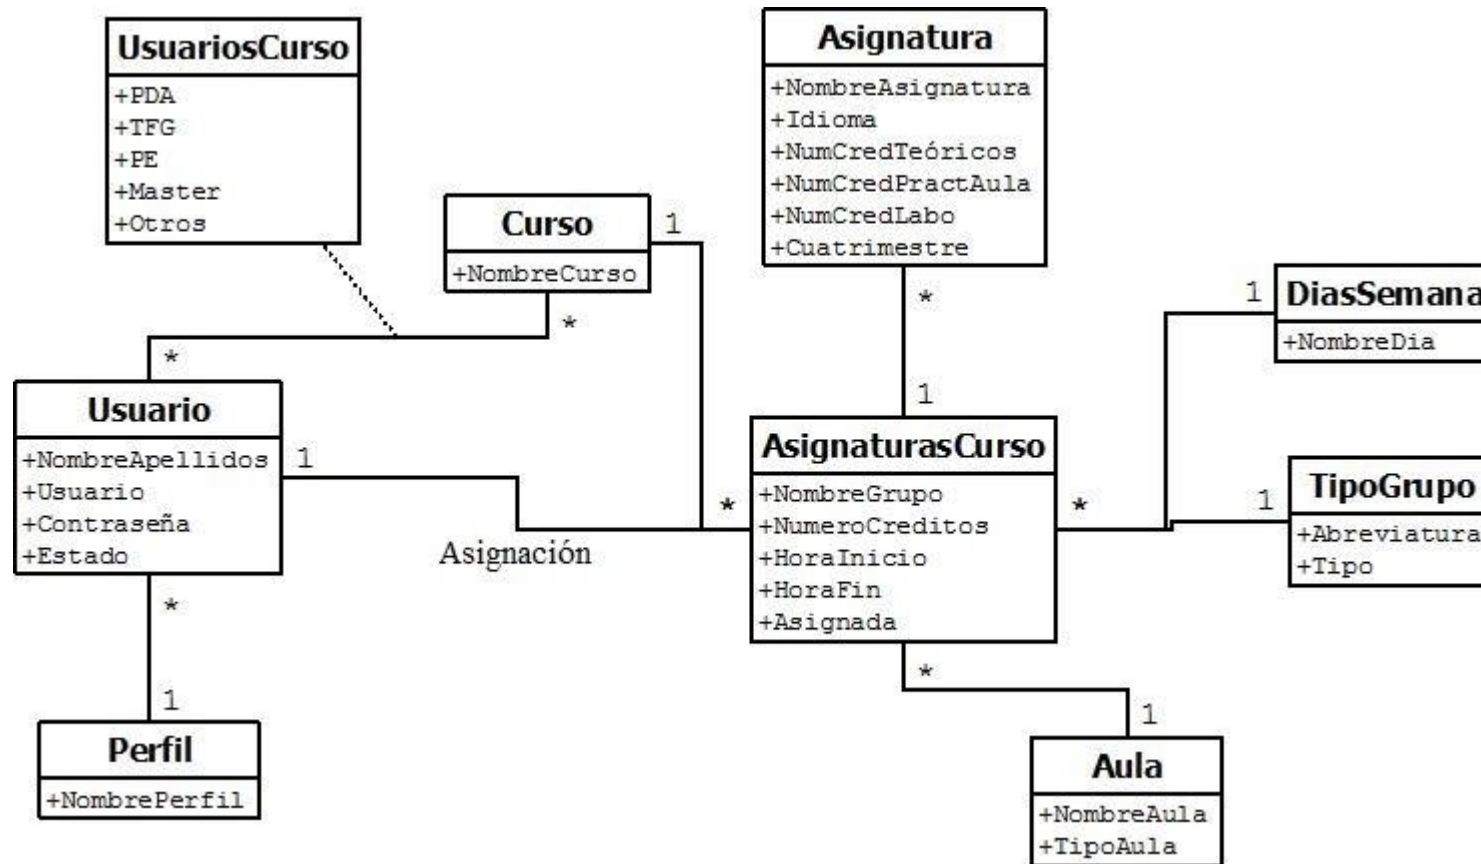 UsuariosCurso
+PDA
+TFG
+PE
+Master
+Otros
Asignatura
+NombreAsignatura
+Idioma
+NumCredTeóricos
+NumCredPractAula
+NumCredLabo
+Cuatrimestre
Curso
+NombreCurso
1
*
*
*
1
1
DiasSemana
+NombreDia
Usuario
+NombreApellidos
+Usuario
+Contraseña
+Estado
1
Asignación
*
AsignaturasCurso
+NombreGrupo
+NumeroCreditos
+HoraInicio
+HoraFin
+Asignada
*
1
TipoGrupo
+Abreviatura
+Tipo
*
1
Perfil
+NombrePerfil
*
1
Aula
+NombreAula
+TipoAula